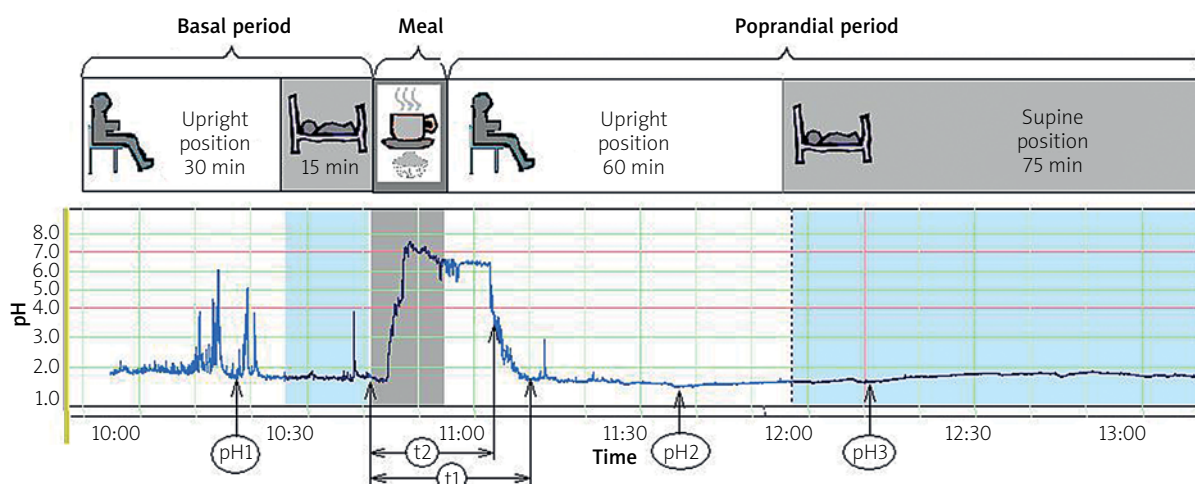 Basal period
Meal
Poprandial period
Upright
position
30 min
15 min
Upright
position
60 min
Supine
position
75 min
pH
8.0
7.0
6.0
5.0
4.0
3.0
2.0
1.0
10:00
10:30
11:00
11:30
12:00
12:30
13:00
Time
pH1
t2
t1
pH2
pH3